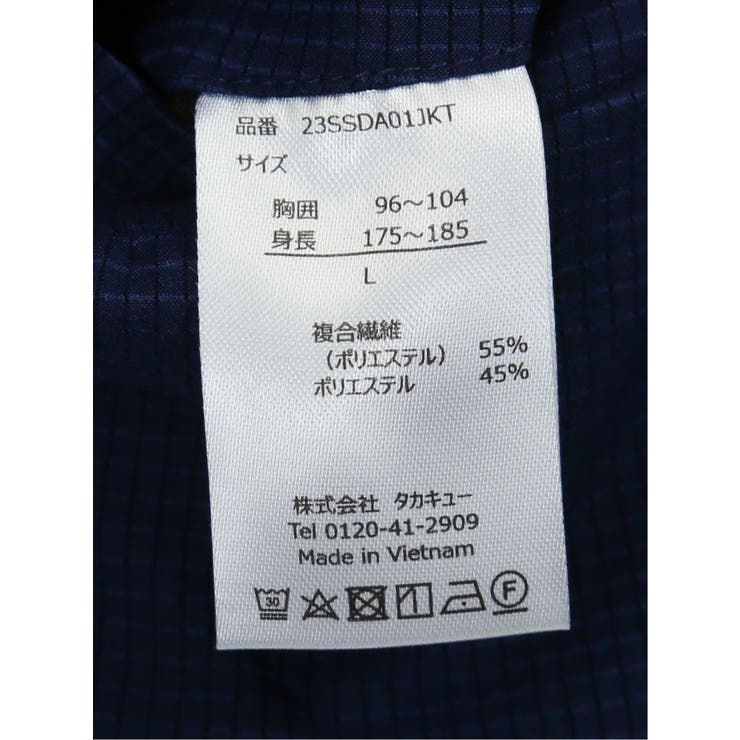 品番 23SSDA01JKT
サイズ
胸囲 96～104
身長 175～185
L
複合繊維
（ポリエステル） 55%
ポリエステル 45%
株式会社 タカキュー
Tel 0120-41-2909
Made in Vietnam
30 F